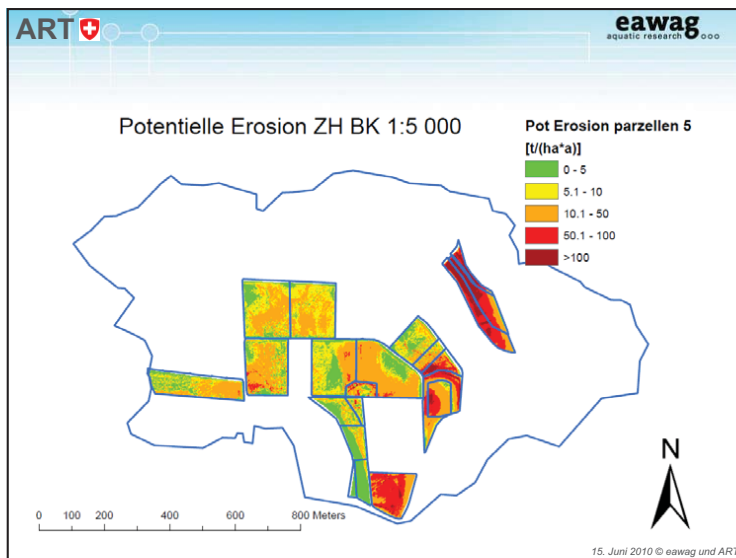 ART
eawag
aquatic research
Potentielle Erosion ZH BK 1:5 000
Pot Erosion parzellen 5
[t/(ha*a)]
0 - 5
5.1 - 10
10.1 - 50
50.1 - 100
>100
N
0 100 200 400 600 800 Meters
15. Juni 2010 © eawag und ART